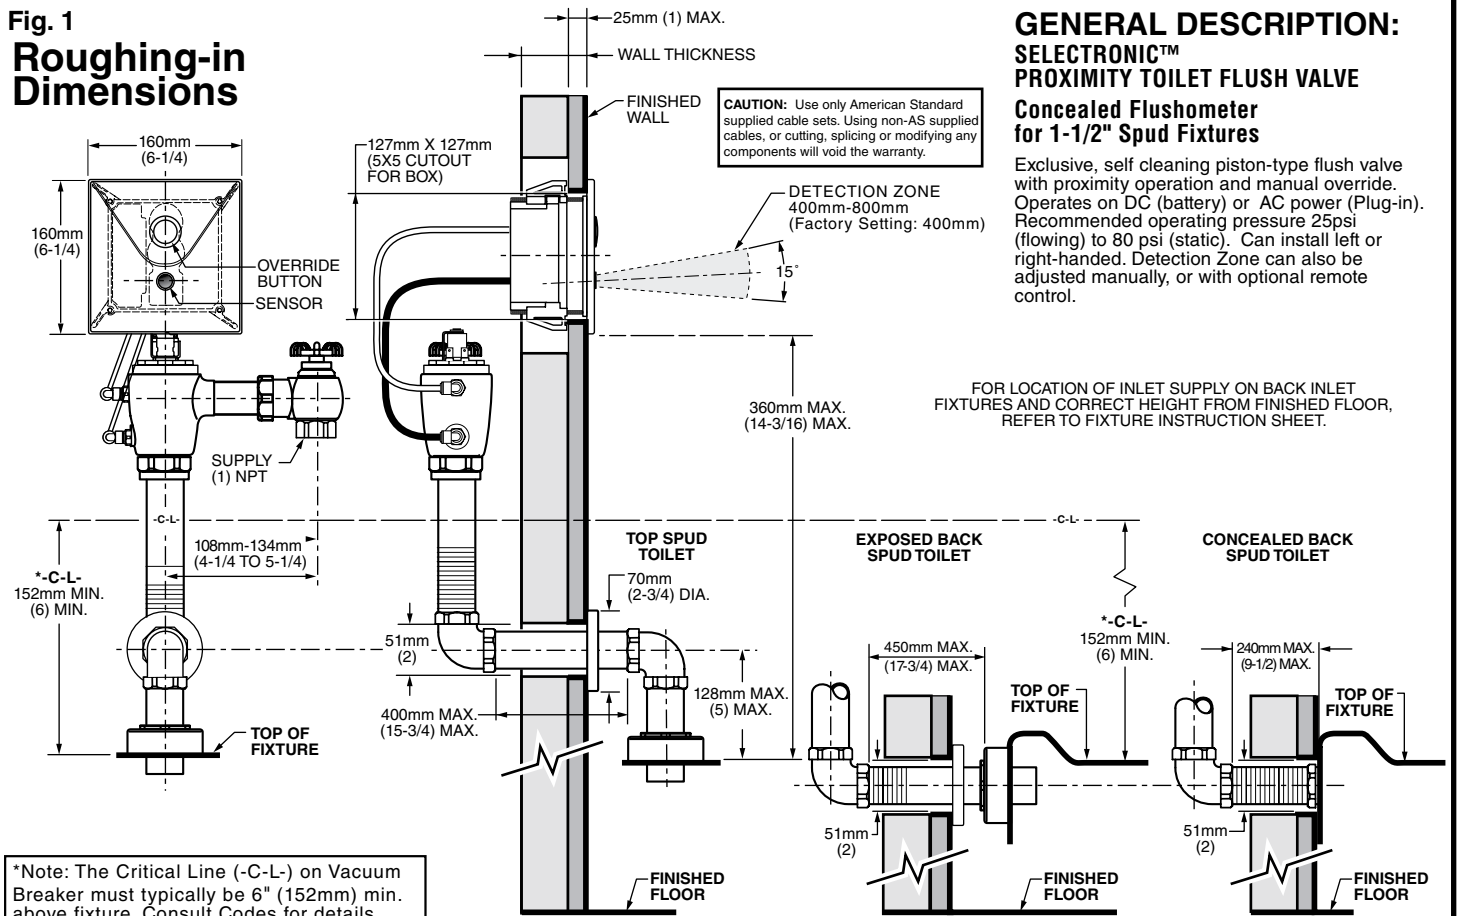 Fig. 1
Roughing-in
Dimensions
25mm (1) MAX.
WALL THICKNESS
FINISHED
WALL
CAUTION: Use only American Standard
supplied cable sets. Using non-AS supplied
cables, or cutting, splicing or modifying any
components will void the warranty.
GENERAL DESCRIPTION:
SELECTRONIC™
PROXIMITY TOILET FLUSH VALVE
Concealed Flushometer
for 1-1/2" Spud Fixtures
Exclusive, self cleaning piston-type flush valve
with proximity operation and manual override.
Operates on DC (battery) or AC power (Plug-in).
Recommended operating pressure 25psi
(flowing) to 80 psi (static). Can install left or
right-handed. Detection Zone can also be
adjusted manually, or with optional remote
control.
160mm
(6-1/4)
127mm X 127mm
(5X5 CUTOUT
FOR BOX)
DETECTION ZONE
400mm-800mm
(Factory Setting: 400mm)
15˚
160mm
(6-1/4)
OVERRIDE
BUTTON
SENSOR
FOR LOCATION OF INLET SUPPLY ON BACK INLET
FIXTURES AND CORRECT HEIGHT FROM FINISHED FLOOR,
REFER TO FIXTURE INSTRUCTION SHEET.
360mm MAX.
(14-3/16) MAX.
SUPPLY
(1) NPT
-C-L-
-C-L-
108mm-134mm
(4-1/4 TO 5-1/4)
*-C-L-
152mm MIN.
(6) MIN.
TOP SPUD
TOILET
70mm
(2-3/4) DIA.
EXPOSED BACK
SPUD TOILET
CONCEALED BACK
SPUD TOILET
*-C-L-
152mm MIN.
(6) MIN.
51mm
(2)
450mm MAX.
(17-3/4) MAX.
240mm MAX.
(9-1/2) MAX.
400mm MAX.
(15-3/4) MAX.
128mm MAX.
(5) MAX.
TOP OF
FIXTURE
TOP OF
FIXTURE
TOP OF
FIXTURE
51mm
(2)
51mm
(2)
FINISHED
FLOOR
FINISHED
FLOOR
FINISHED
FLOOR
*Note: The Critical Line (-C-L-) on Vacuum
Breaker must typically be 6" (152mm) min.
above fixture. Consult Codes for details.